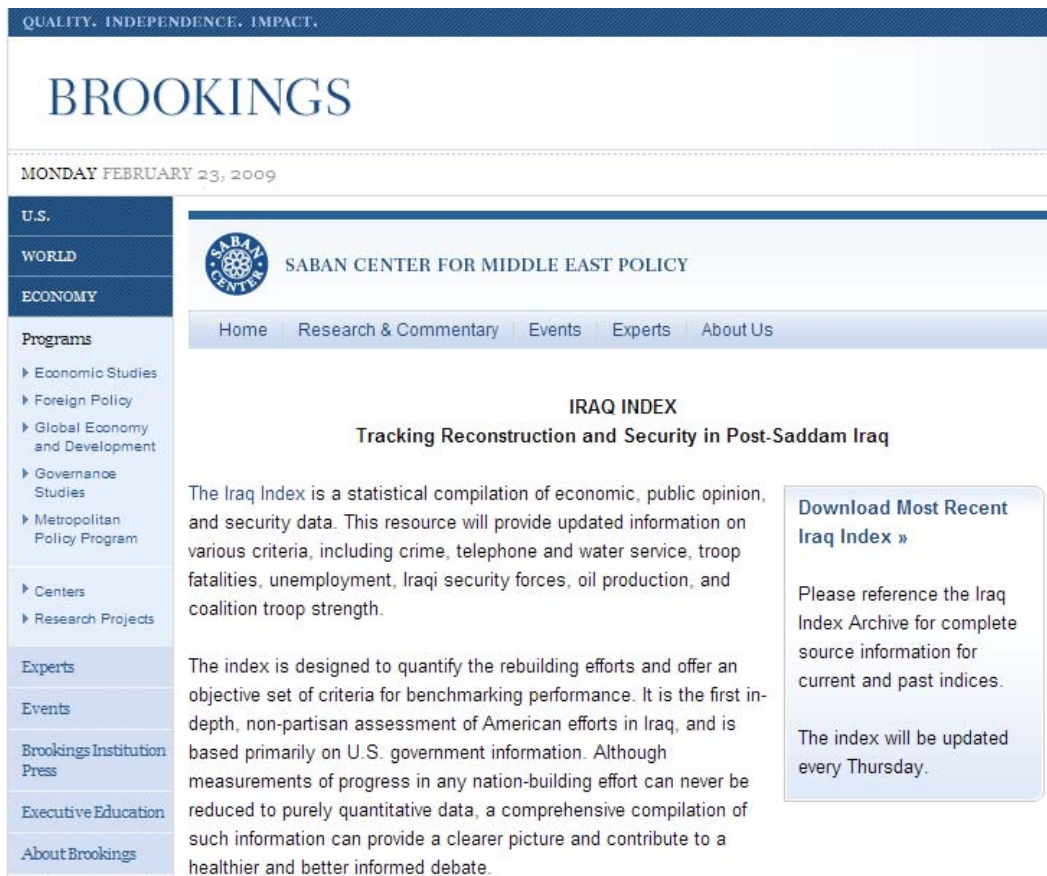 QUALITY. INDEPENDENCE. IMPACT.
BROOKINGS
MONDAY FEBRUARY 23, 2009
U.S.
WORLD
ECONOMY
Programs
Economic Studies
Foreign Policy
Global Economy
and Development
Governance
Studies
Metropolitan
Policy Program
Centers
Research Projects
Experts
Events
Brookings Institution
Press
Executive Education
About Brookings
SABAN CENTER
SABAN CENTER FOR MIDDLE EAST POLICY
Home Research & Commentary Events Experts About Us
IRAQ INDEX
Tracking Reconstruction and Security in Post-Saddam Iraq
The Iraq Index is a statistical compilation of economic, public opinion,
and security data. This resource will provide updated information on
various criteria, including crime, telephone and water service, troop
fatalities, unemployment, Iraqi security forces, oil production, and
coalition troop strength.
The index is designed to quantify the rebuilding efforts and offer an
objective set of criteria for benchmarking performance. It is the first in-
depth, non-partisan assessment of American efforts in Iraq, and is
based primarily on U.S. government information. Although
measurements of progress in any nation-building effort can never be
reduced to purely quantitative data, a comprehensive compilation of
such information can provide a clearer picture and contribute to a
healthier and better informed debate.
Download Most Recent
Iraq Index »
Please reference the Iraq
Index Archive for complete
source information for
current and past indices.
The index will be updated
every Thursday.